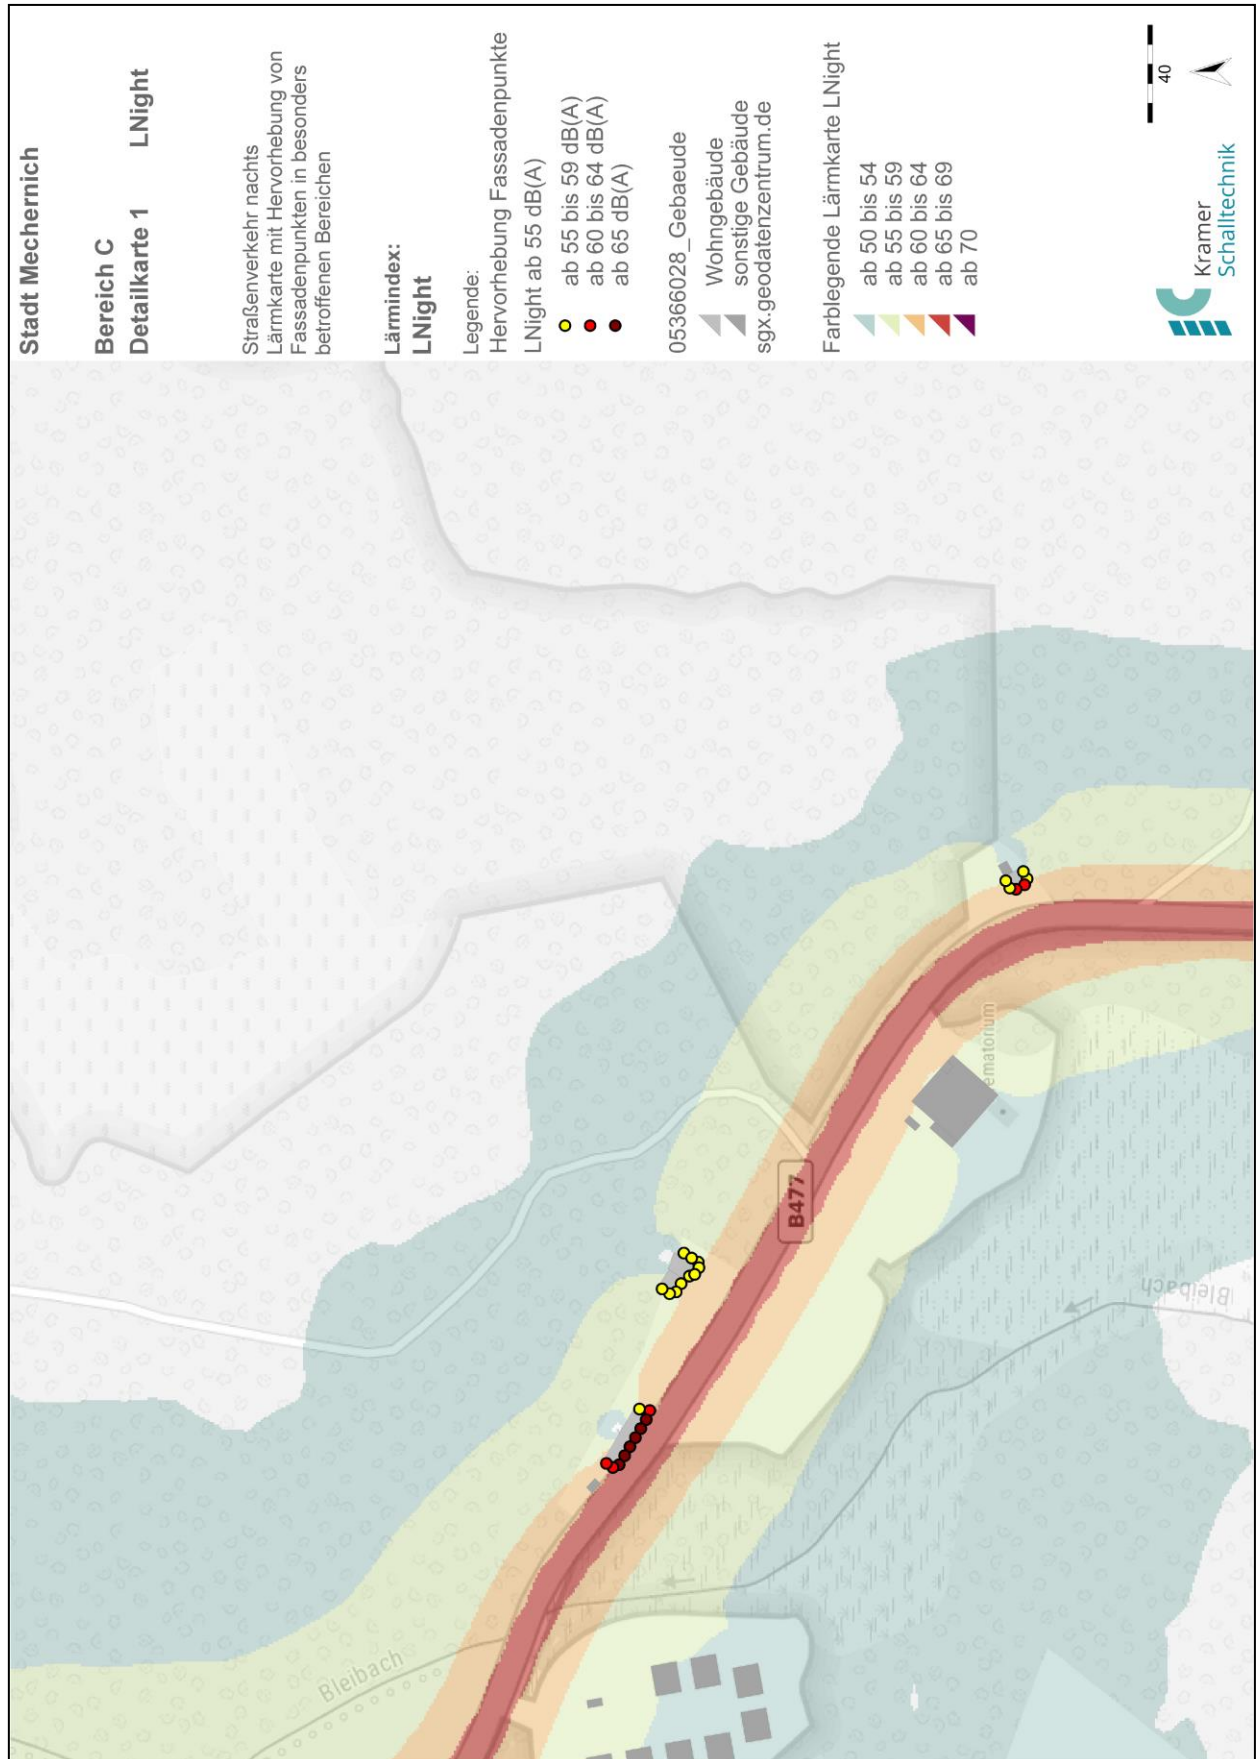 Stadt Mechernich
Bereich C
Detailkarte 1 LNight
Straßenverkehr nachts
Lärmkarte mit Hervorhebung von
Fassadenpunkten in besonders
betroffenen Bereichen
Lärmindex:
LNight
Legende:
Hervorhebung Fassadenpunkte
LNight ab 55 dB(A)
ab 55 bis 59 dB(A)
ab 60 bis 64 dB(A)
ab 65 dB(A)
05366028_Gebaeude
Wohngebäude
sonstige Gebäude
sgx.geodatenzentrum.de
Farblegende Lärmkarte LNight
ab 50 bis 54
ab 55 bis 59
ab 60 bis 64
ab 65 bis 69
ab 70
40
Kramer
Schalltechnik
Bleibach
B477
ematorium
Bleibach